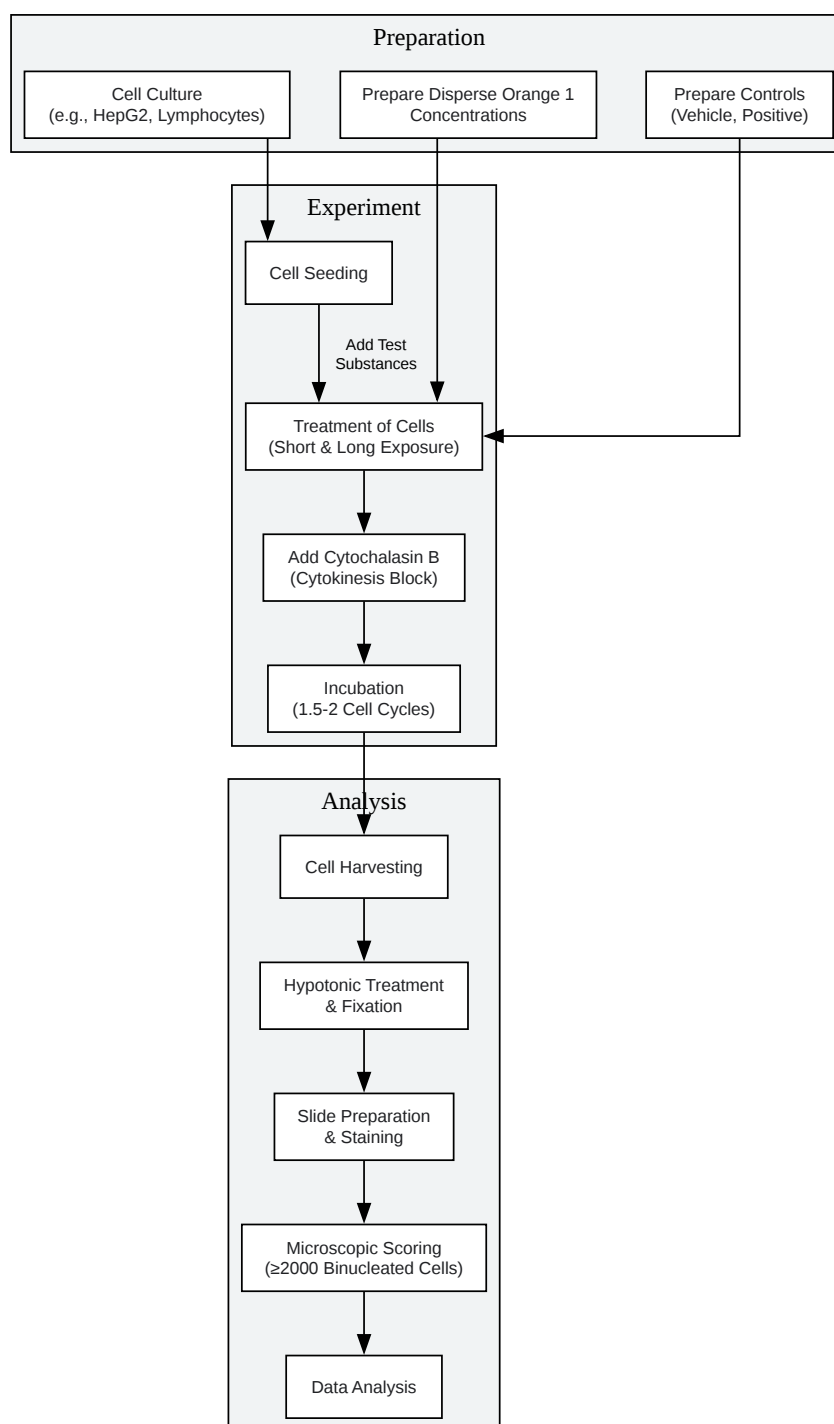 Preparation
Cell Culture
(e.g., HepG2, Lymphocytes)
Prepare Disperse Orange 1
Concentrations
Prepare Controls
(Vehicle, Positive)
Experiment
Cell Seeding
Add Test
Substances
Treatment of Cells
(Short & Long Exposure)
Add Cytochalasin B
(Cytokinesis Block)
Incubation
(1.5-2 Cell Cycles)
Analysis
Cell Harvesting
Hypotonic Treatment
& Fixation
Slide Preparation
& Staining
Microscopic Scoring
(≥2000 Binucleated Cells)
Data Analysis